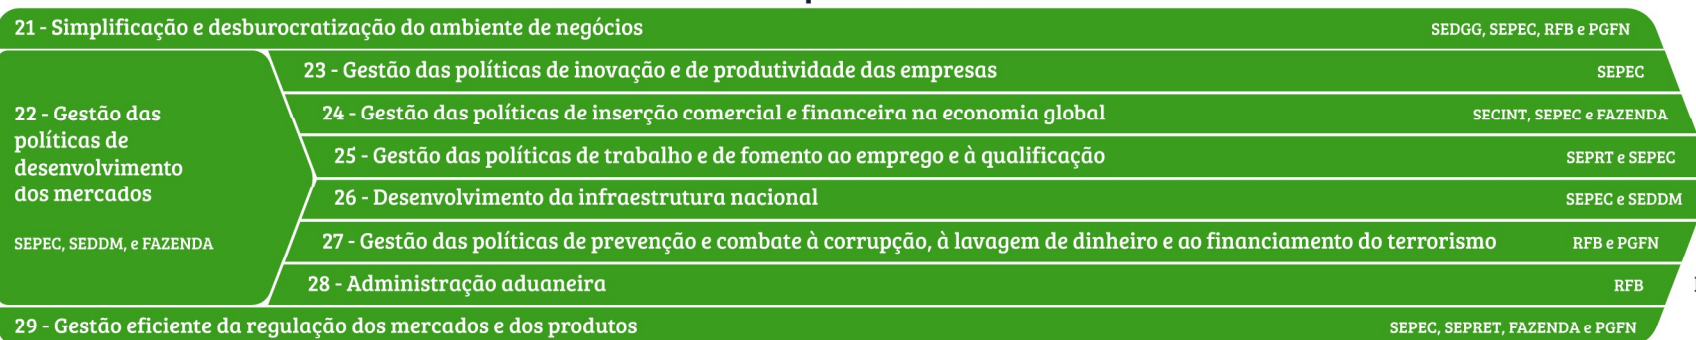 21 - Simplificação e desburocratização do ambiente de negócios SEDGG, SEPEC, RFB e PGFN
22 - Gestão das
políticas de
desenvolvimento
dos mercados
SEPEC, SEDDM, e FAZENDA
23 - Gestão das políticas de inovação e de produtividade das empresas SEPEC
24 - Gestão das políticas de inserção comercial e financeira na economia global SECINT, SEPEC e FAZENDA
25 - Gestão das políticas de trabalho e de fomento ao emprego e à qualificação SEPRT e SEPEC
26 - Desenvolvimento da infraestrutura nacional SEPEC e SEDDM
27 - Gestão das políticas de prevenção e combate à corrupção, à lavagem de dinheiro e ao financiamento do terrorismo RFB e PGFN
28 - Administração aduaneira RFB
29 - Gestão eficiente da regulação dos mercados e dos produtos SEPEC, SEPRET, FAZENDA e PGFN